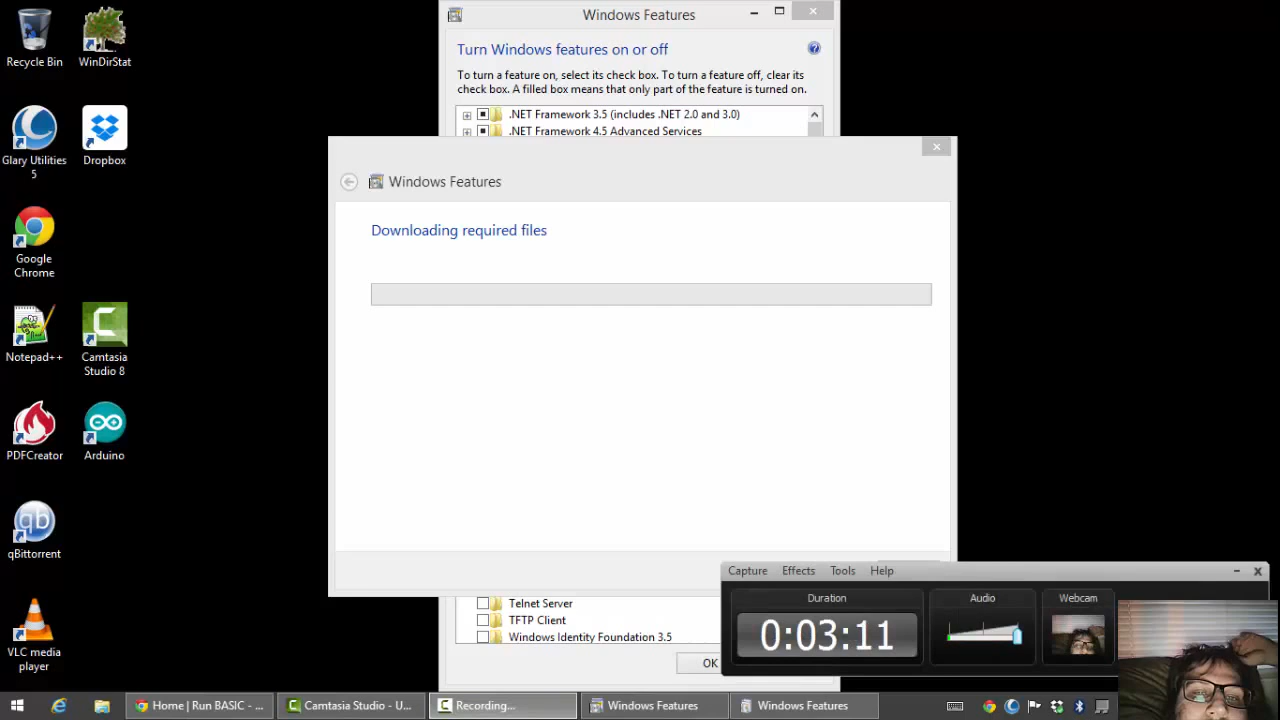 Recycle Bin
WinDirStat
Glary Utilities
5
Dropbox
Google
Chrome
Notepad++
Camtasia
Studio 8
PDFCreator
Arduino
qb
qBittorrent
VLC media
player
Windows Features
Turn Windows features on or off
To turn a feature on, select its check box. To turn a feature off, clear its
check box. A filled box means that only part of the feature is turned on.
.NET Framework 3.5 (includes .NET 2.0 and 3.0)
.NET Framework 4.5 Advanced Services
Windows Features
Downloading required files
Telnet Server
TFTP Client
Windows Identity Foundation 3.5
OK
Capture Effects Tools Help
Duration
0:03:11
Audio
Webcam
Home | Run BASIC - ...
Camtasia Studio - U...
Recording...
Windows Features
Windows Features